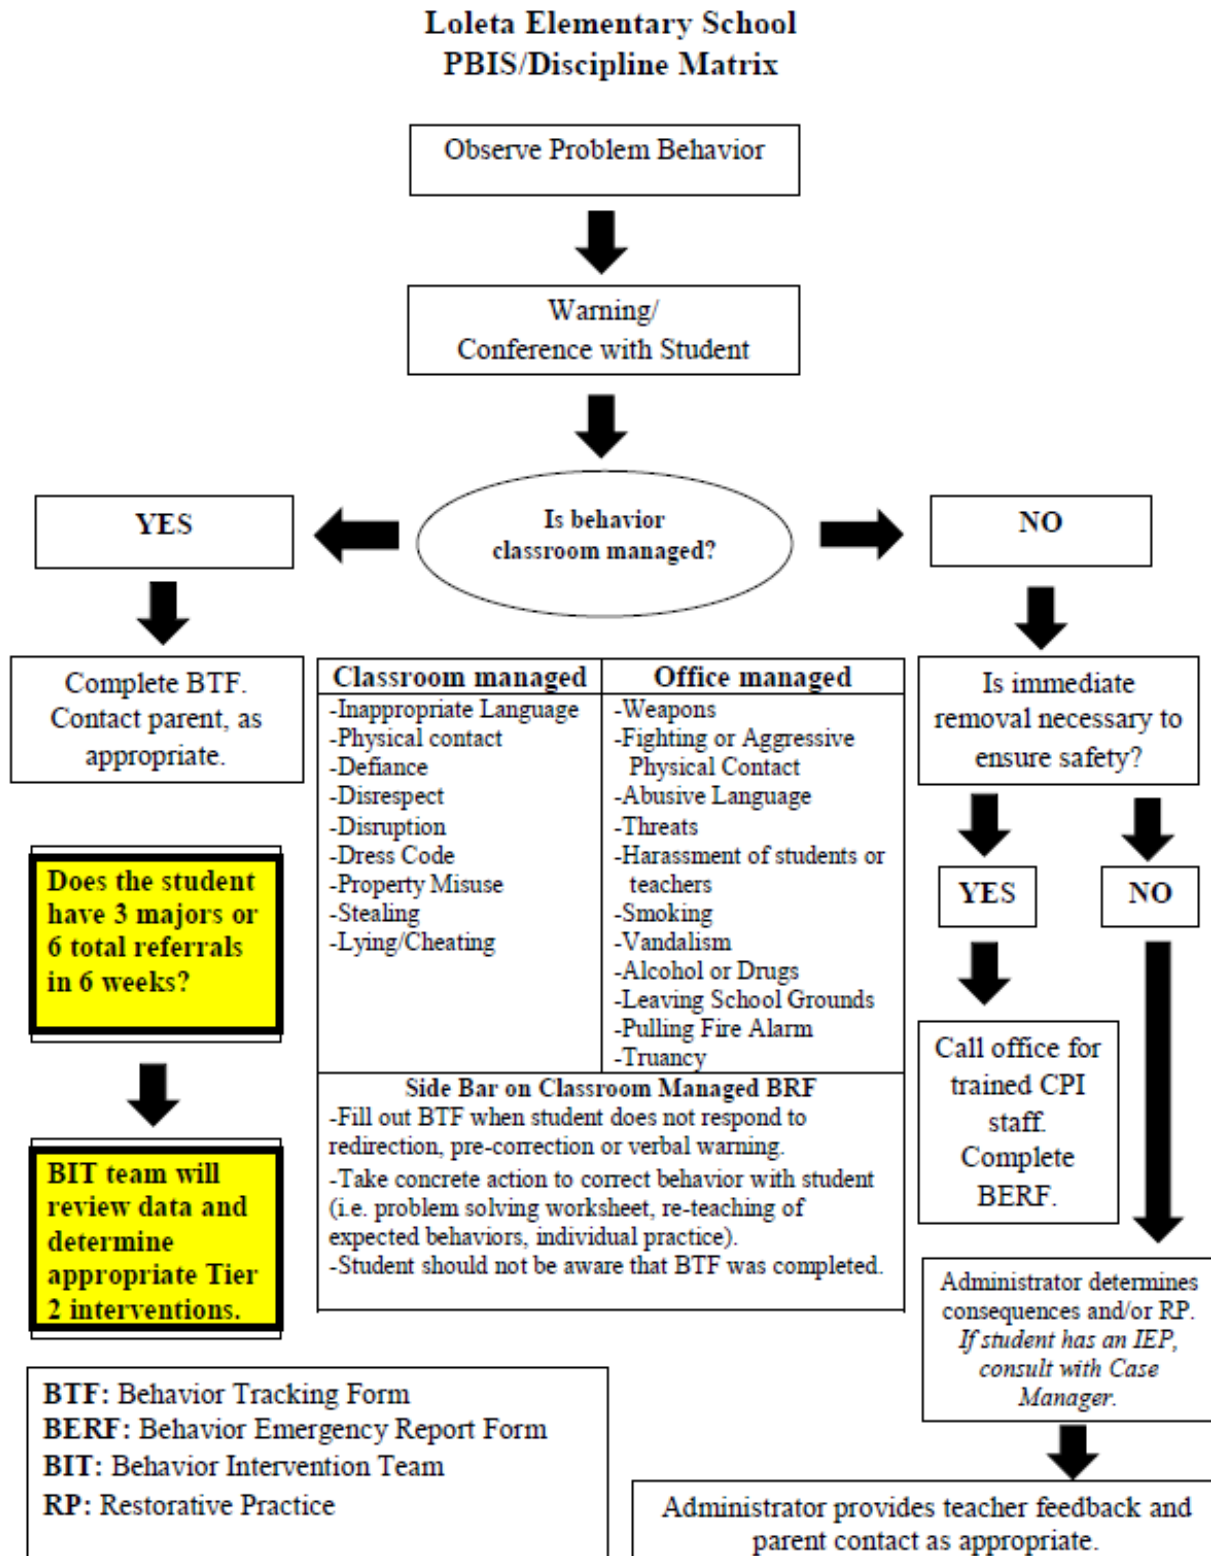 Loleta Elementary School
PBIS/Discipline Matrix
Observe Problem Behavior
Warning/
Conference with Student
Is behavior
classroom managed?
YES
NO
Complete BTF.
Contact parent, as
appropriate.
Does the student
have 3 majors or
6 total referrals
in 6 weeks?
BIT team will
review data and
determine
appropriate Tier
2 interventions.
Classroom managed
-Inappropriate Language
-Physical contact
-Defiance
-Disrespect
-Disruption
-Dress Code
-Property Misuse
-Stealing
-Lying/Cheating
Office managed
-Weapons
-Fighting or Aggressive
Physical Contact
-Abusive Language
-Threats
-Harassment of students or
teachers
-Smoking
-Vandalism
-Alcohol or Drugs
-Leaving School Grounds
-Pulling Fire Alarm
-Truancy
Side Bar on Classroom Managed BRF
-Fill out BTF when student does not respond to
redirection, pre-correction or verbal warning.
-Take concrete action to correct behavior with student
(i.e. problem solving worksheet, re-teaching of
expected behaviors, individual practice).
-Student should not be aware that BTF was completed.
Is immediate
removal necessary to
ensure safety?
YES
NO
Call office for
trained CPI
staff.
Complete
BERF.
Administrator determines
consequences and/or RP.
If student has an IEP,
consult with Case
Manager.
Administrator provides teacher feedback and
parent contact as appropriate.
BTF: Behavior Tracking Form
BERF: Behavior Emergency Report Form
BIT: Behavior Intervention Team
RP: Restorative Practice